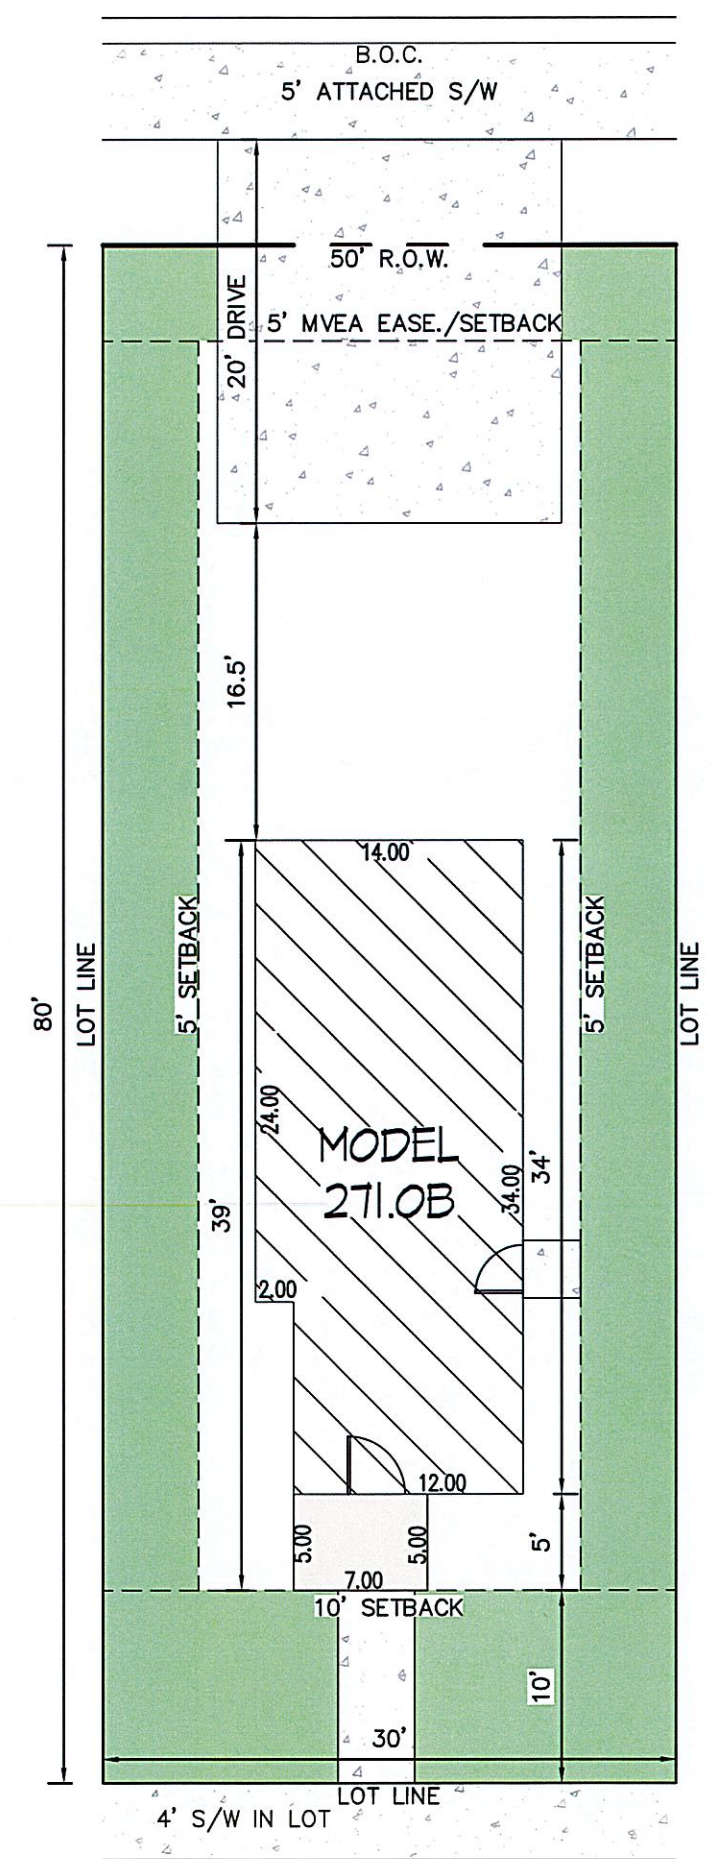 B.O.C.
5' ATTACHED S/W
50' R.O.W.
20' DRIVE
5' MVEA EASE./SETBACK
16.5'
14.00
80'
LOT LINE
5' SETBACK
5' SETBACK
LOT LINE
24.00
MODEL
271.0B
34.00
34'
39'
2.00
12.00
5.00
5.00
5'
7.00
10' SETBACK
10'
30'
LOT LINE
4' S/W IN LOT